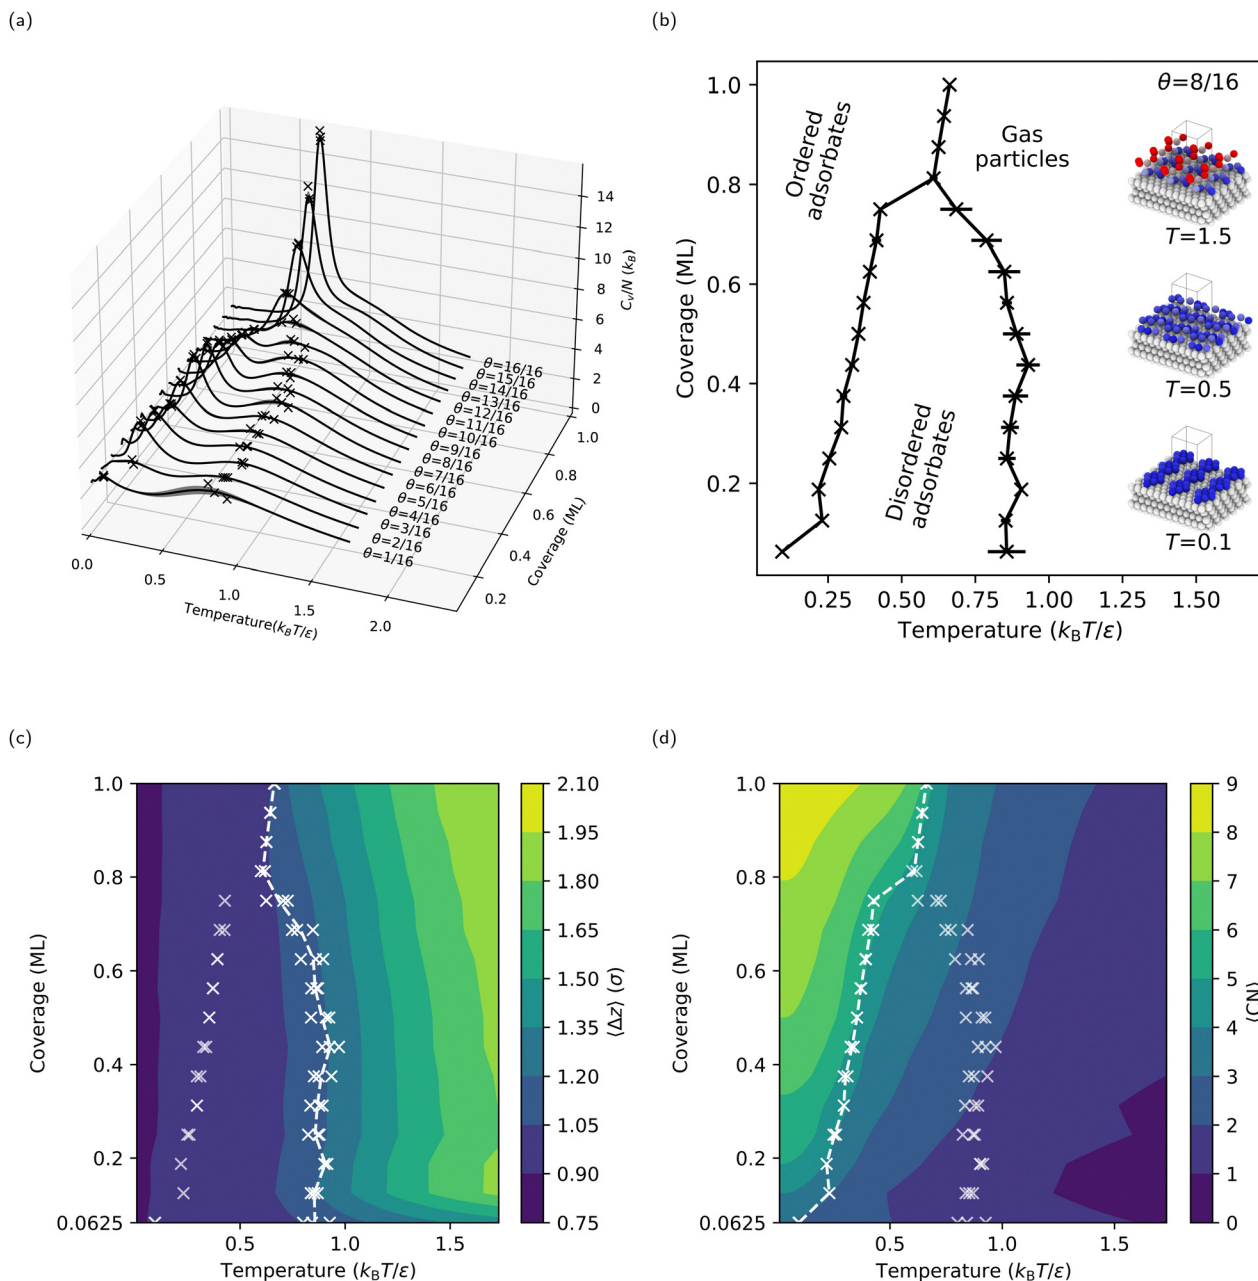 (a)
14
12
10
8
6
4
2
0
C_v/N (k_B)
θ=16/16
θ=15/16
θ=14/16
θ=13/16
θ=12/16
θ=11/16
θ=10/16
θ=9/16
θ=8/16
θ=7/16
θ=6/16
θ=5/16
θ=4/16
θ=3/16
θ=2/16
θ=1/16
1.0
0.8
0.6
0.4
0.2
Coverage (ML)
0.0
0.5
1.0
1.5
2.0
Temperature(k_BT/ε)
(b)
1.0
0.8
0.6
0.4
0.2
Coverage (ML)
Ordered
adsorbates
Gas
particles
Disordered
adsorbates
θ=8/16
T=1.5
T=0.5
T=0.1
0.25 0.50 0.75 1.00 1.25 1.50
Temperature (k_BT/ε)
(c)
1.0
0.8
0.6
0.4
0.2
0.0625
Coverage (ML)
0.5 1.0 1.5
Temperature (k_BT/ε)
2.10
1.95
1.80
1.65
1.50
1.35
1.20
1.05
0.90
0.75
⟨Δz⟩ (σ)
(d)
1.0
0.8
0.6
0.4
0.2
0.0625
Coverage (ML)
0.5 1.0 1.5
Temperature (k_BT/ε)
9
8
7
6
5
4
3
2
1
0
⟨CN⟩